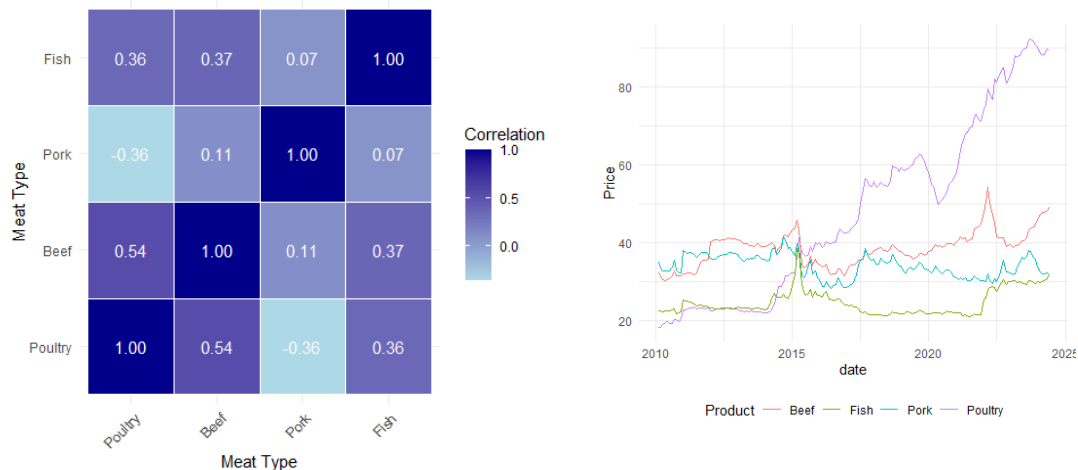 Meat Type
Fish
0.36 0.37 0.07 1.00
Pork
-0.36 0.11 1.00 0.07
Beef
0.54 1.00 0.11 0.37
Poultry
1.00 0.54 -0.36 0.36
Poultry Beef Pork Fish
Meat Type
Correlation
1.0
0.5
0.0
Price
80
60
40
20
2010 2015 2020 2025
date
Product Beef Fish Pork Poultry